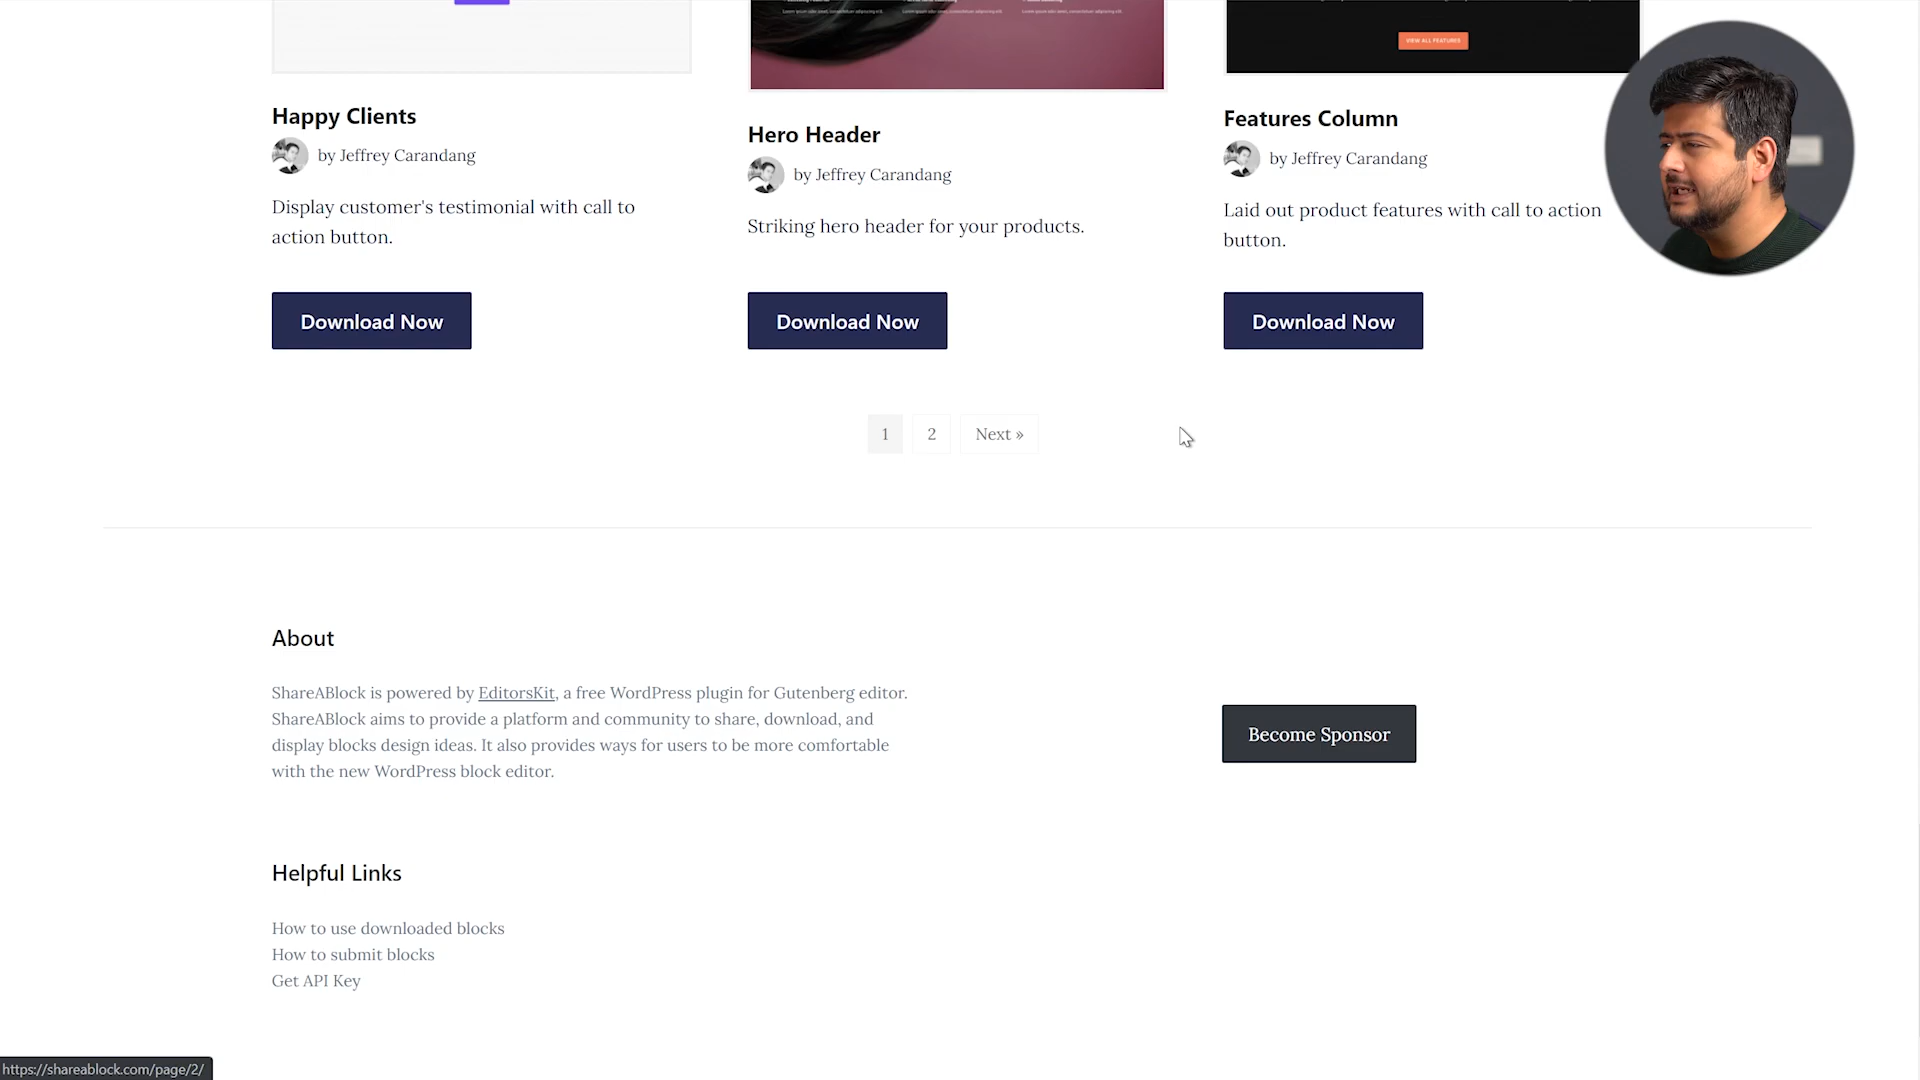 VIEW ALL FEATURES
Happy Clients
by Jeffrey Carandang
Display customer's testimonial with call to
action button.
Download Now
Hero Header
by Jeffrey Carandang
Striking hero header for your products.
Download Now
Features Column
by Jeffrey Carandang
Laid out product features with call to action
button.
Download Now
1 2 Next »
About
ShareABlock is powered by EditorsKit, a free WordPress plugin for Gutenberg editor.
ShareABlock aims to provide a platform and community to share, download, and
display blocks design ideas. It also provides ways for users to be more comfortable
with the new WordPress block editor.
Become Sponsor
Helpful Links
How to use downloaded blocks
How to submit blocks
Get API Key
https://shareablock.com/page/2/